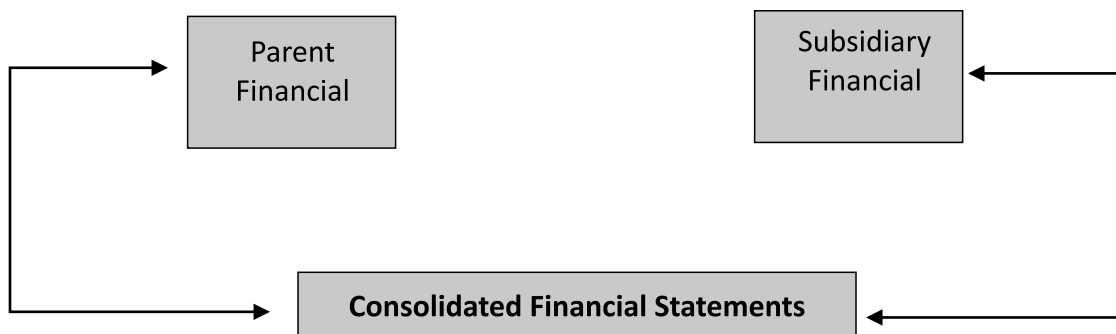 Parent
Financial
Subsidiary
Financial
Consolidated Financial Statements